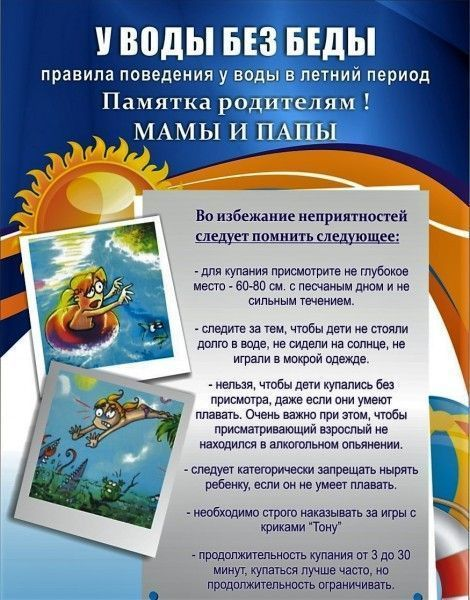 У ВОДЫ БЕЗ БЕДЫ
правила поведения у воды в летний период
Памятка родителям !
МАМЫ И ПАПЫ
Во избежание неприятностей
следует помнить следующее:
- для купания присмотрите не глубокое
место - 60-80 см. с песчаным дном и не
сильным течением.
- следите за тем, чтобы дети не стояли
долго в воде, не сидели на солнце, не
играли в мокрой одежде.
- нельзя, чтобы дети купались без
присмотра, даже если они умеют
плавать. Очень важно при этом, чтобы
присматривающий взрослый не
находился в алкогольном опьянении.
- следует категорически запрещать нырять
ребенку, если он не умеет плавать.
- необходимо строго наказывать за игры с
криками "Тону"
- продолжительность купания от 3 до 30
минут, купаться лучше часто, но
продолжительность ограничивать.